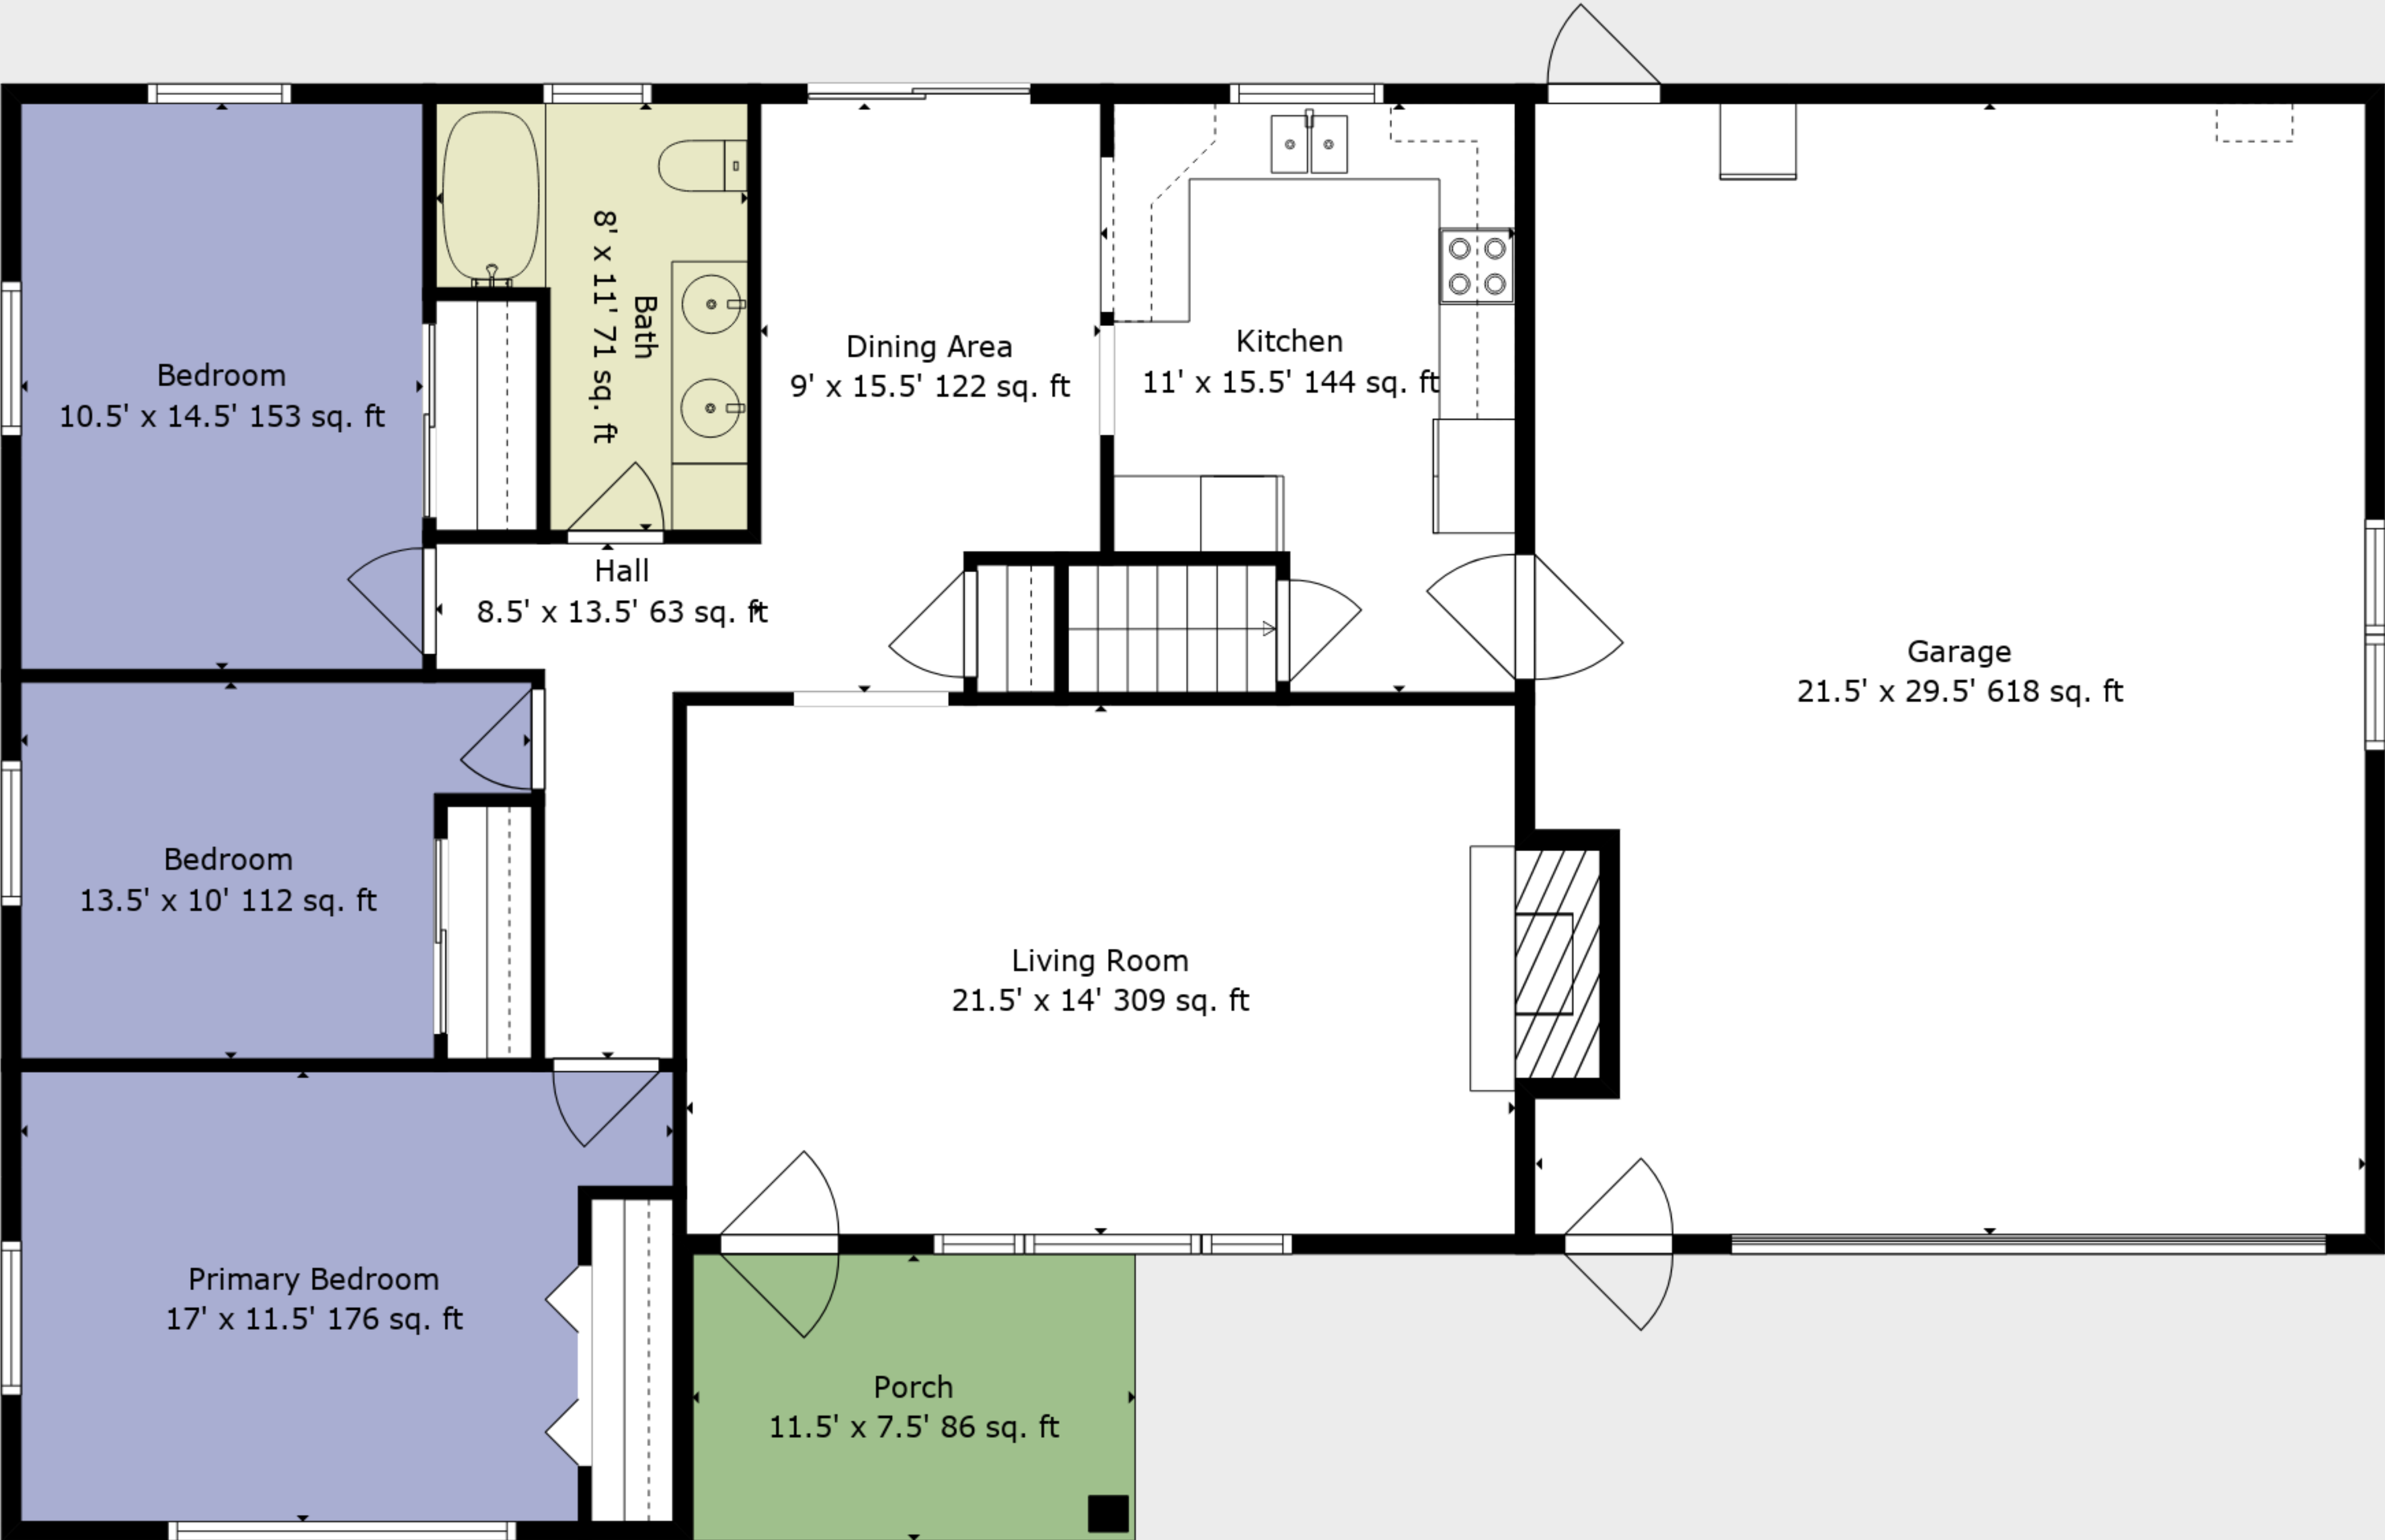 Bedroom
10.5' x 14.5' 153 sq. ft
Bath
8' x 11' 71 sq. ft
Dining Area
9' x 15.5' 122 sq. ft
Kitchen
11' x 15.5' 144 sq. ft
Hall
8.5' x 13.5' 63 sq. ft
Garage
21.5' x 29.5' 618 sq. ft
Bedroom
13.5' x 10' 112 sq. ft
Living Room
21.5' x 14' 309 sq. ft
Primary Bedroom
17' x 11.5' 176 sq. ft
Porch
11.5' x 7.5' 86 sq. ft